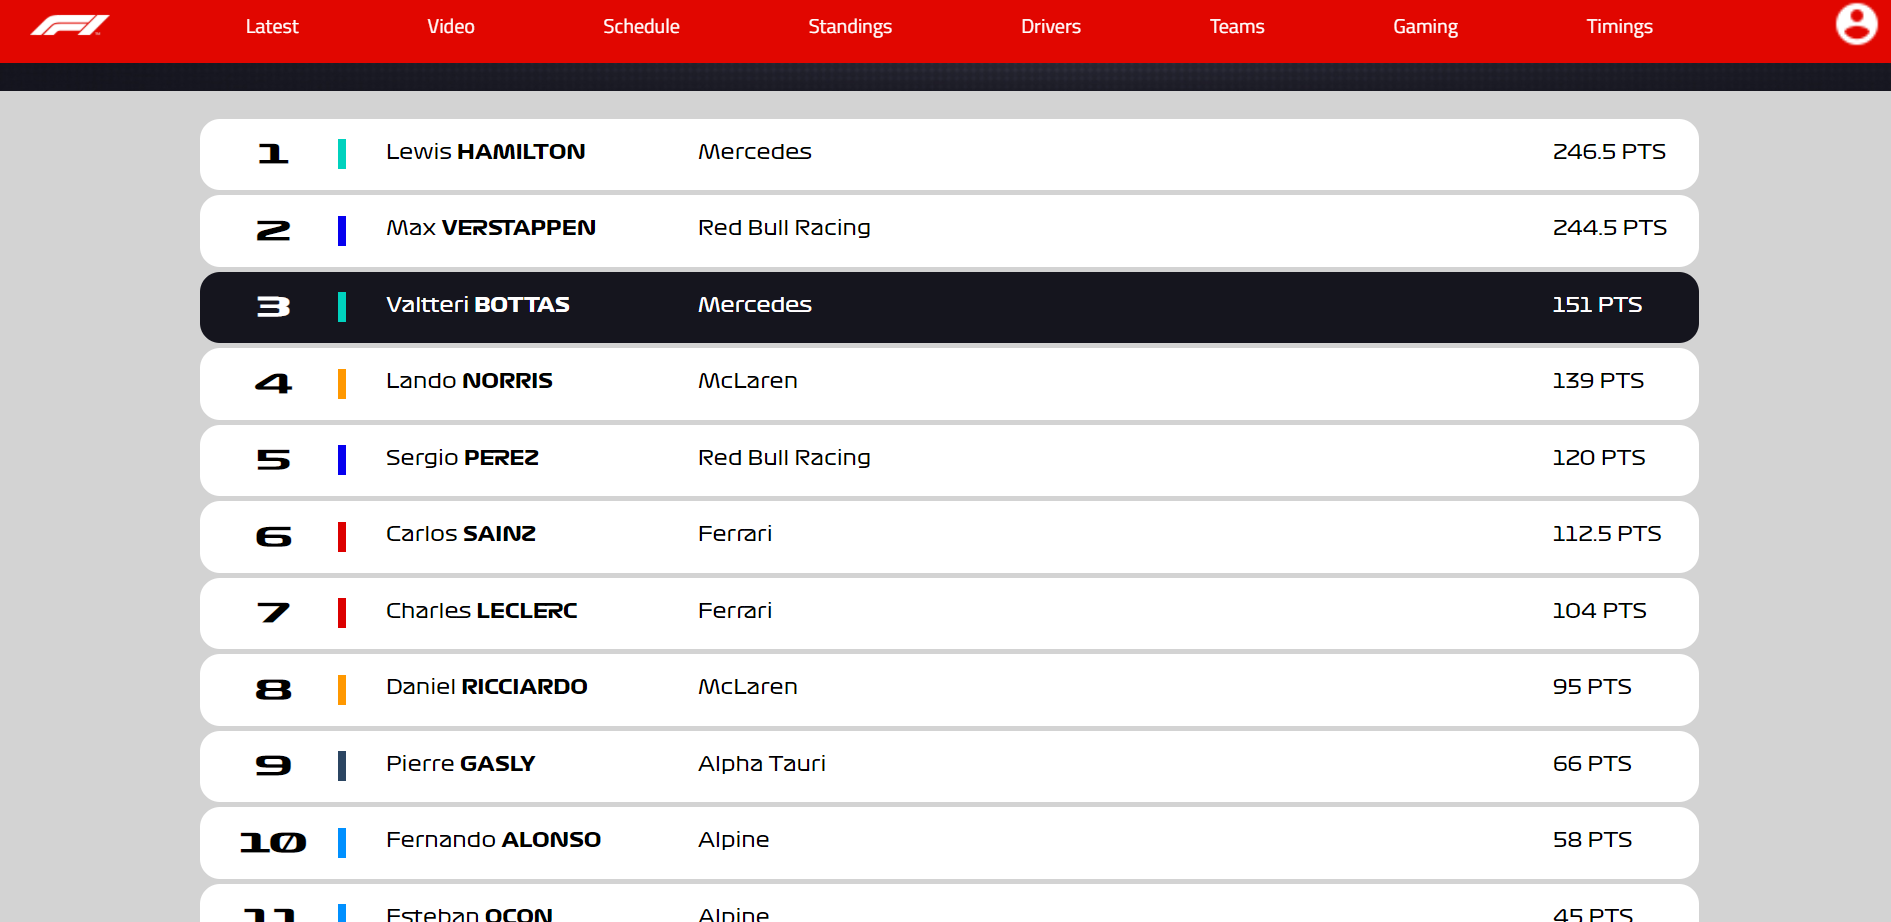 F1 Latest Video Schedule Standings Drivers Teams Gaming Timings
1 Lewis HAMILTON Mercedes 246.5 PTS
2 Max VERSTAPPEN Red Bull Racing 244.5 PTS
3 Valtteri BOTTAS Mercedes 151 PTS
4 Lando NORRIS McLaren 139 PTS
5 Sergio PEREZ Red Bull Racing 120 PTS
6 Carlos SAINZ Ferrari 112.5 PTS
7 Charles LECLERC Ferrari 104 PTS
8 Daniel RICCIARDO McLaren 95 PTS
9 Pierre GASLY Alpha Tauri 66 PTS
10 Fernando ALONSO Alpine 58 PTS
11 Esteban OCON Alpine 45 PTS